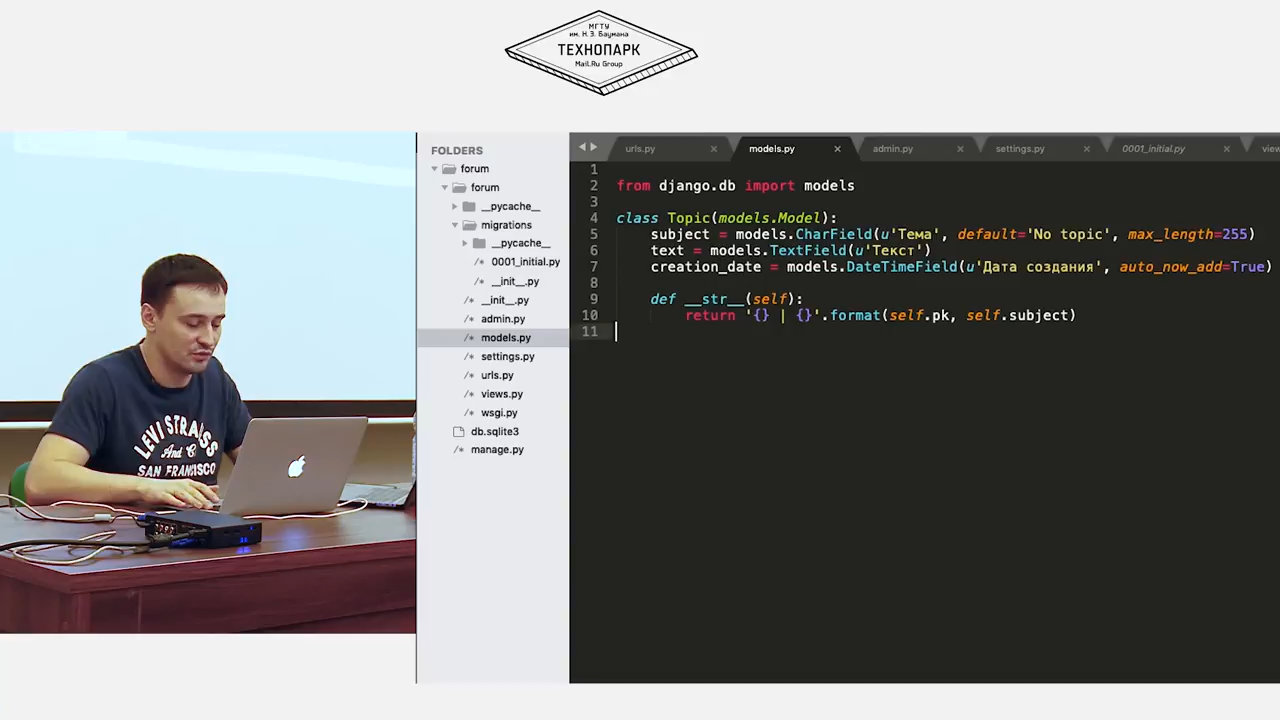 МГТУ
им. Н.Э. Баумана
ТЕХНОПАРК
Mail.Ru Group
LEVI STRAUSS
And C
SAN FRANCISCO
FOLDERS
forum
forum
__pycache__
migrations
__pycache__
0001_initial.py
__init__.py
__init__.py
admin.py
models.py
settings.py
urls.py
views.py
wsgi.py
db.sqlite3
manage.py
urls.py
models.py
admin.py
settings.py
0001_initial.py
view
1
2 from django.db import models
3
4 class Topic(models.Model):
5 subject = models.CharField(u'Тема', default='No topic', max_length=255)
6 text = models.TextField(u'Текст')
7 creation_date = models.DateTimeField(u'Дата создания', auto_now_add=True)
8
9 def __str__(self):
10 return '{} | {}'.format(self.pk, self.subject)
11